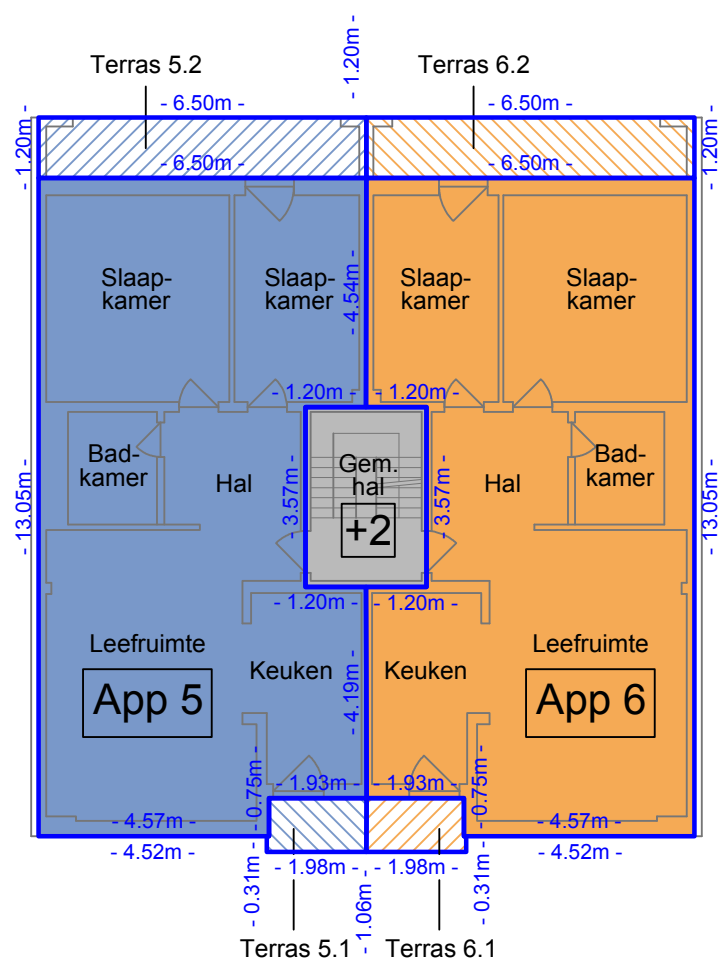 Terras 5.2
- 1.20m -
Terras 6.2
- 6.50m -
- 6.50m -
- 1.20m -
- 1.20m -
- 6.50m -
- 6.50m -
Slaap-
kamer
Slaap-
kamer
- 4.54m -
Slaap-
kamer
Slaap-
kamer
- 1.20m -
- 1.20m -
Bad-
kamer
Hal
Gem.
hal
+2
Hal
Bad-
kamer
- 13.05m -
- 3.57m -
- 3.57m -
- 13.05m -
- 1.20m -
- 1.20m -
Leefruimte
App 5
Keuken
- 4.19m -
Keuken
Leefruimte
App 6
- 0.75m -
- 1.93m -
- 1.93m -
- 0.75m -
- 4.57m -
- 4.57m -
- 4.52m -
- 4.52m -
- 0.31m -
- 1.98m -
- 1.98m -
- 0.31m -
- 1.06m -
Terras 5.1
Terras 6.1